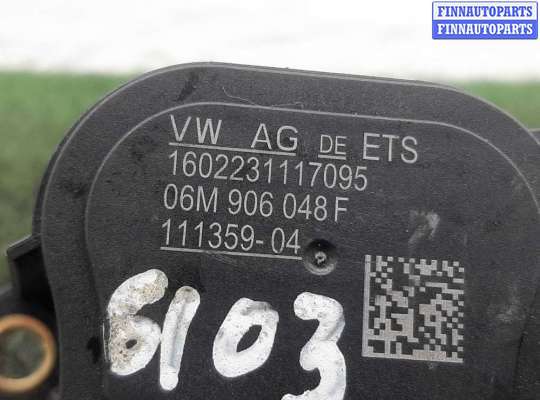 FINNAUTOPARTS
FINNAUTOPARTS
VW AG DE ETS
1602231117095
06M 906 048 F
111359-04
6103